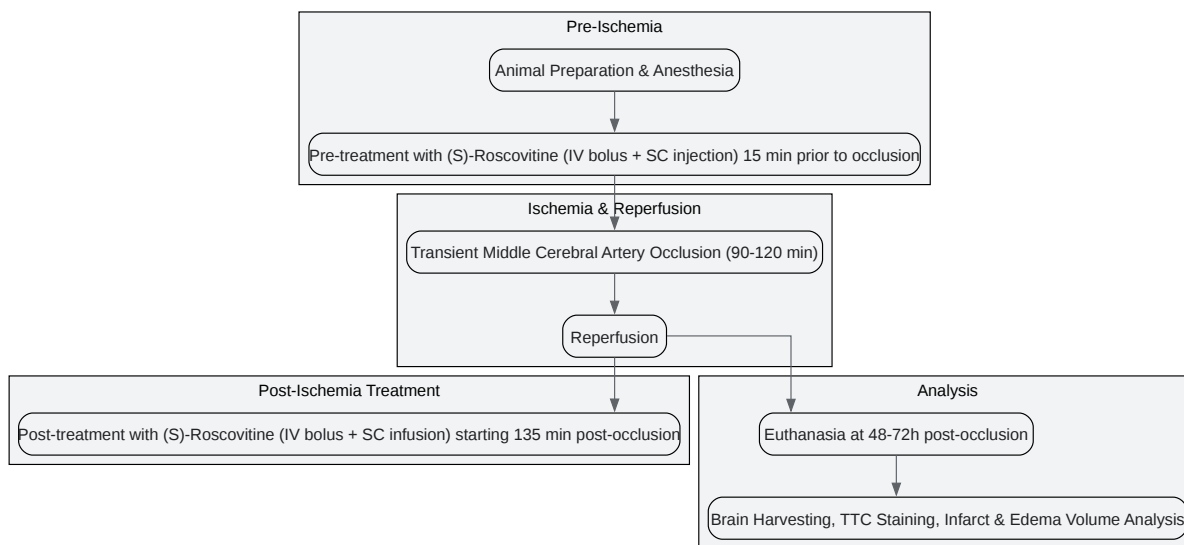 Pre-Ischemia
Animal Preparation & Anesthesia
Pre-treatment with (S)-Roscovitine (IV bolus + SC injection) 15 min prior to occlusion
Ischemia & Reperfusion
Transient Middle Cerebral Artery Occlusion (90-120 min)
Reperfusion
Post-Ischemia Treatment
Post-treatment with (S)-Roscovitine (IV bolus + SC infusion) starting 135 min post-occlusion
Analysis
Euthanasia at 48-72h post-occlusion
Brain Harvesting, TTC Staining, Infarct & Edema Volume Analysis